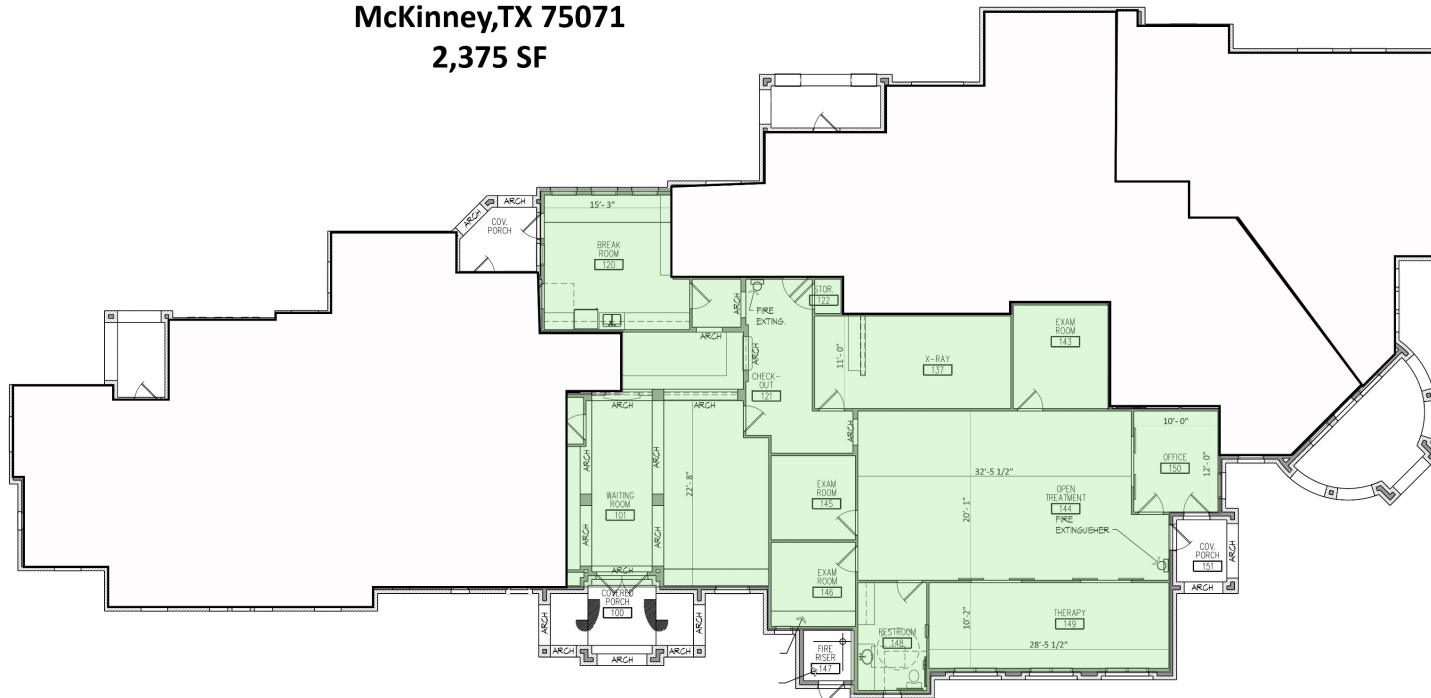 McKinney,TX 75071
2,375 SF
ARCH
ARCH
COV.
PORCH
15'- 3"
BREAK
ROOM
120
ARCH
FIRE
EXTING.
STOR.
122
ARCH
ARCH
CHECK-
OUT
121
11'- 0"
X-RAY
137
EXAM
ROOM
143
ARCH
ARCH
ARCH
ARCH
ARCH
22'- 8"
WAITING
ROOM
101
ARCH
ARCH
ARCH
EXAM
ROOM
145
EXAM
ROOM
146
32'-5 1/2"
20'- 1"
OPEN
TREATMENT
144
FIRE
EXTINGUISHER
10'- 0"
OFFICE
150
12'- 0"
COV.
PORCH
151
ARCH
ARCH
COVERED
PORCH
100
ARCH
ARCH
ARCH
ARCH
ARCH
FIRE
RISER
147
RESTROOM
148
10'-2"
THERAPY
149
28'-5 1/2"